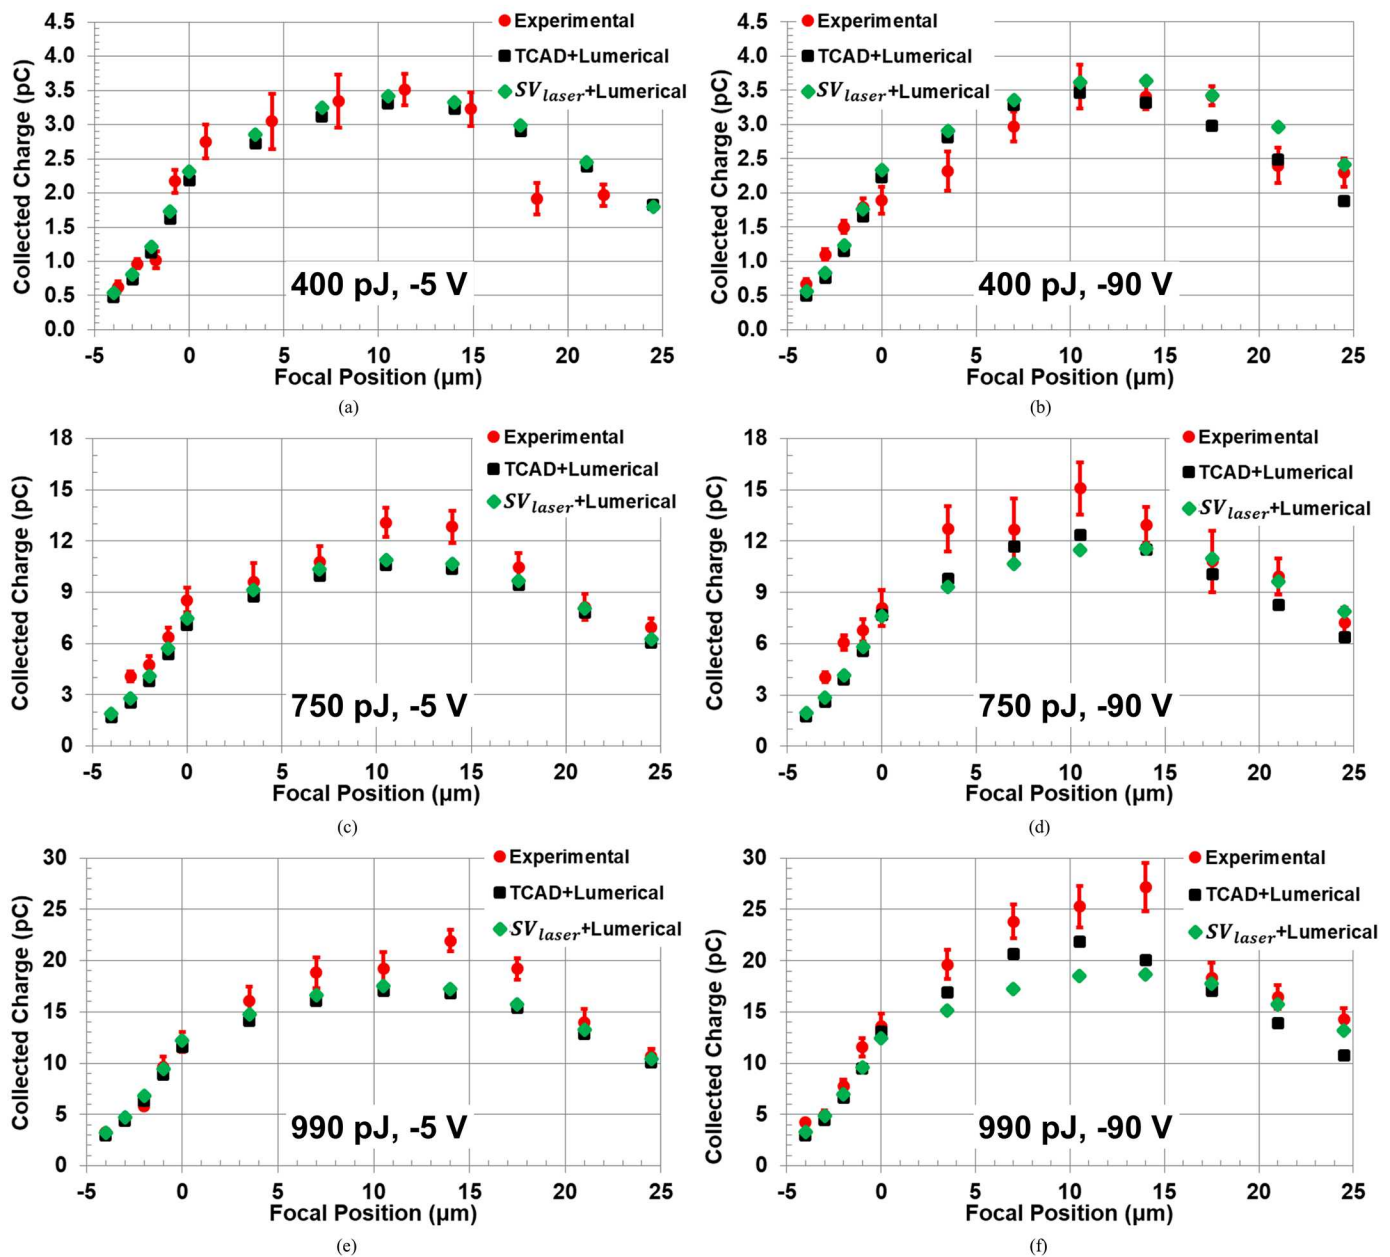 4.5
4.0
3.5
3.0
2.5
2.0
1.5
1.0
0.5
0.0
Collected Charge (pC)
Experimental
TCAD+Lumerical
SVlaser+Lumerical
400 pJ, -5 V
-5 0 5 10 15 20 25
Focal Position (µm)
(a)
4.5
4.0
3.5
3.0
2.5
2.0
1.5
1.0
0.5
0.0
Collected Charge (pC)
Experimental
TCAD+Lumerical
SVlaser+Lumerical
400 pJ, -90 V
-5 0 5 10 15 20 25
Focal Position (µm)
(b)
18
15
12
9
6
3
0
Collected Charge (pC)
Experimental
TCAD+Lumerical
SVlaser+Lumerical
750 pJ, -5 V
-5 0 5 10 15 20 25
Focal Position (µm)
(c)
18
15
12
9
6
3
0
Collected Charge (pC)
Experimental
TCAD+Lumerical
SVlaser+Lumerical
750 pJ, -90 V
-5 0 5 10 15 20 25
Focal Position (µm)
(d)
30
25
20
15
10
5
0
Collected Charge (pC)
Experimental
TCAD+Lumerical
SVlaser+Lumerical
990 pJ, -5 V
-5 0 5 10 15 20 25
Focal Position (µm)
(e)
30
25
20
15
10
5
0
Collected Charge (pC)
Experimental
TCAD+Lumerical
SVlaser+Lumerical
990 pJ, -90 V
-5 0 5 10 15 20 25
Focal Position (µm)
(f)